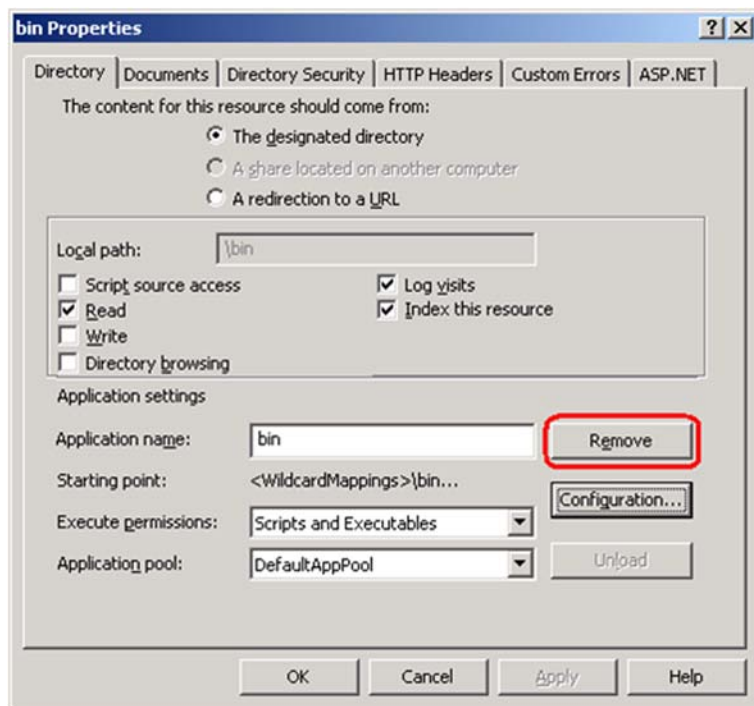 bin Properties
Directory Documents Directory Security HTTP Headers Custom Errors ASP.NET
The content for this resource should come from:
The designated directory
A share located on another computer
A redirection to a URL
Local path: \bin
Script source access Log visits
Read Index this resource
Write
Directory browsing
Application settings
Application name: bin Remove
Starting point: <WildcardMappings>\bin...
Configuration...
Execute permissions: Scripts and Executables
Application pool: DefaultAppPool Unload
OK Cancel Apply Help